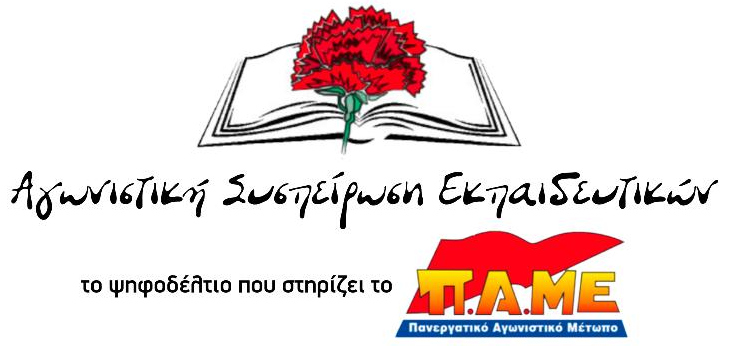 Αγωνιστική Συσπείρωση Εκπαιδευτικών
το ψηφοδέλτιο που στηρίζει το
Π.Α.ΜΕ
Πανεργατικό Αγωνιστικό Μέτωπο